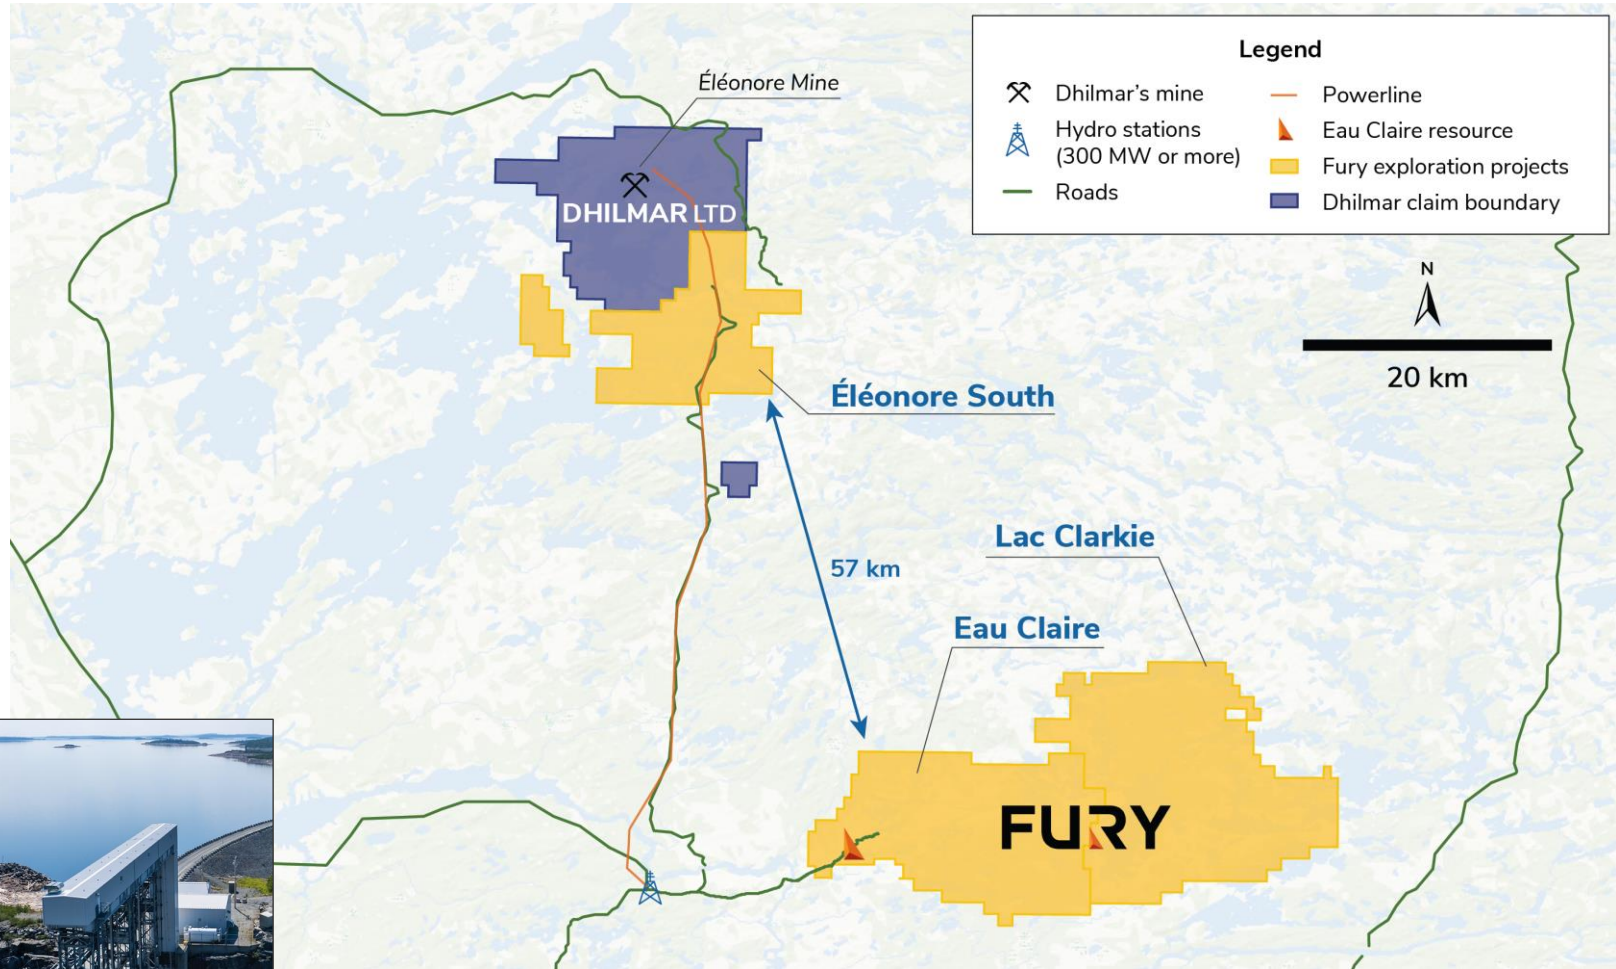 Legend
Dhilmar’s mine
Hydro stations
(300 MW or more)
Roads
Powerline
Eau Claire resource
Fury exploration projects
Dhilmar claim boundary
Éléonore Mine
DHILMAR LTD
N
20 km
Éléonore South
57 km
Lac Clarkie
Eau Claire
FURY